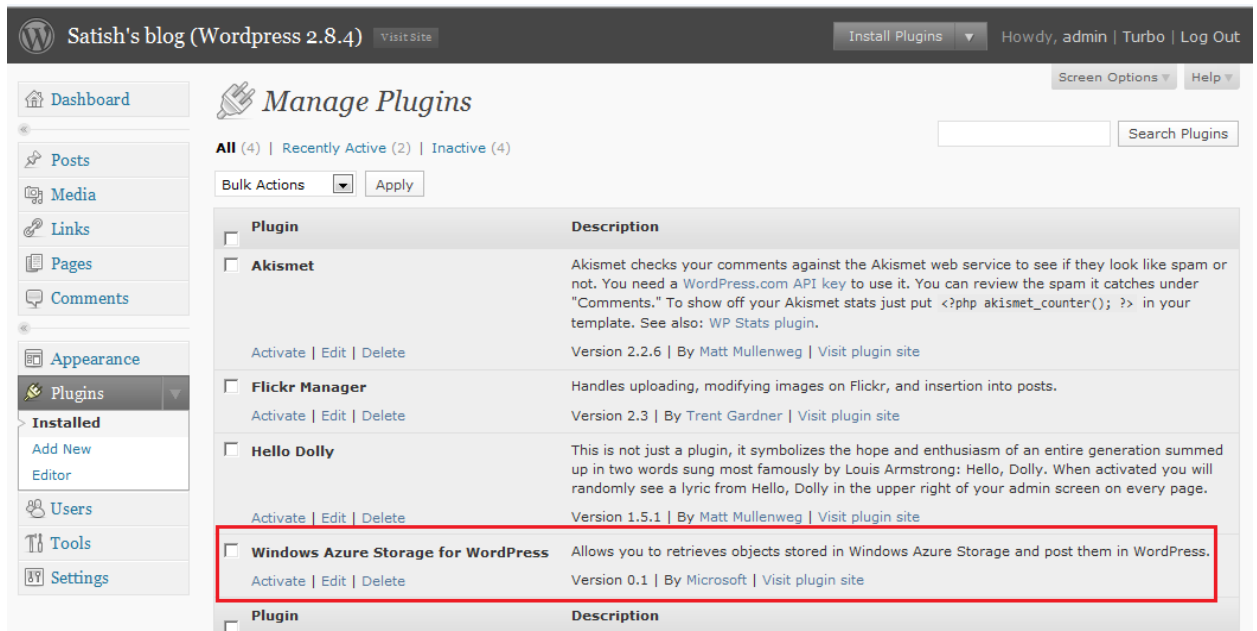 Satish's blog (Wordpress 2.8.4) Visit Site
Install Plugins Howdy, admin | Turbo | Log Out
Screen Options Help
Dashboard
Posts
Media
Links
Pages
Comments
Appearance
Plugins
Installed
Add New
Editor
Users
Tools
Settings
Manage Plugins
Search Plugins
All (4) | Recently Active (2) | Inactive (4)
Bulk Actions Apply
Plugin Description
Akismet
Akismet checks your comments against the Akismet web service to see if they look like spam or
not. You need a WordPress.com API key to use it. You can review the spam it catches under
"Comments." To show off your Akismet stats just put <?php akismet_counter(); ?> in your
template. See also: WP Stats plugin.
Activate | Edit | Delete Version 2.2.6 | By Matt Mullenweg | Visit plugin site
Flickr Manager Handles uploading, modifying images on Flickr, and insertion into posts.
Activate | Edit | Delete Version 2.3 | By Trent Gardner | Visit plugin site
Hello Dolly
This is not just a plugin, it symbolizes the hope and enthusiasm of an entire generation summed
up in two words sung most famously by Louis Armstrong: Hello, Dolly. When activated you will
randomly see a lyric from Hello, Dolly in the upper right of your admin screen on every page.
Activate | Edit | Delete Version 1.5.1 | By Matt Mullenweg | Visit plugin site
Windows Azure Storage for WordPress Allows you to retrieves objects stored in Windows Azure Storage and post them in WordPress.
Activate | Edit | Delete Version 0.1 | By Microsoft | Visit plugin site
Plugin Description